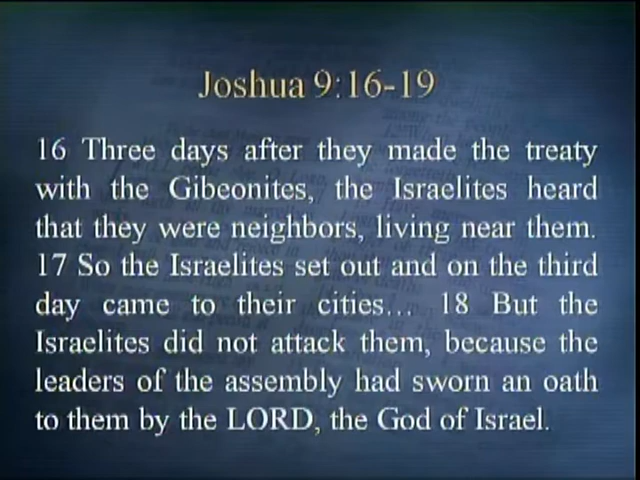 Joshua 9:16-19
16 Three days after they made the treaty
with the Gibeonites, the Israelites heard
that they were neighbors, living near them.
17 So the Israelites set out and on the third
day came to their cities... 18 But the
Israelites did not attack them, because the
leaders of the assembly had sworn an oath
to them by the LORD, the God of Israel.